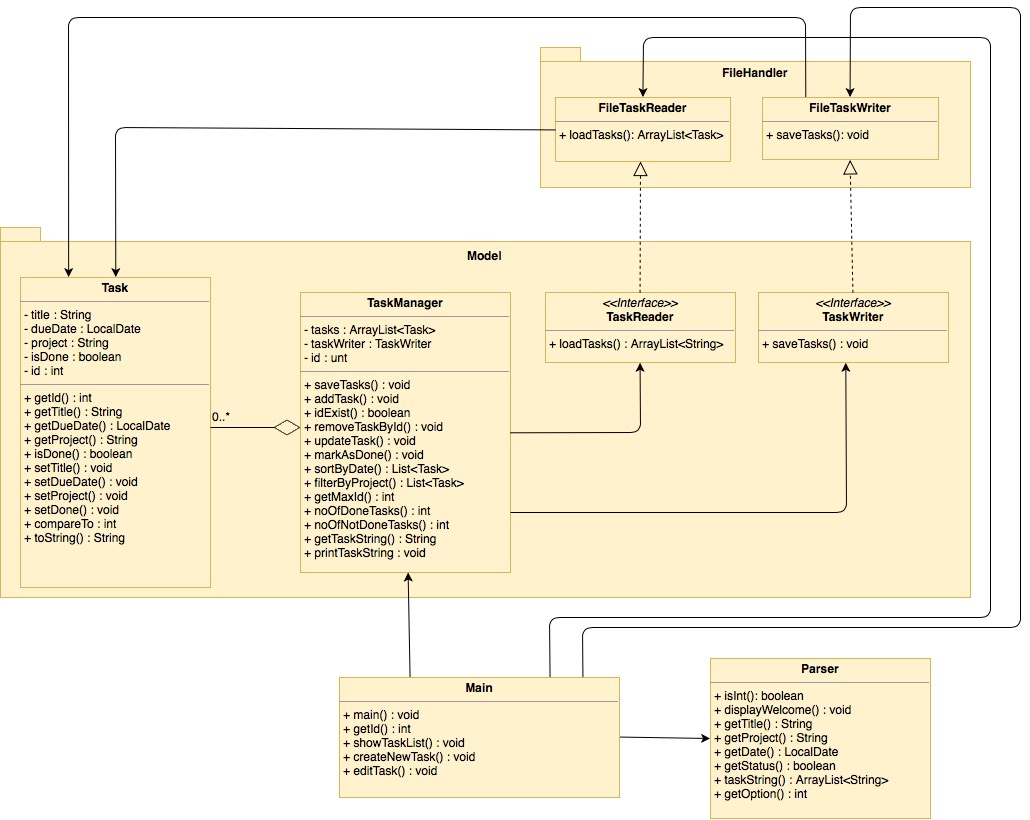 FileHandler
FileTaskReader
+ loadTasks(): ArrayList<Task>
FileTaskWriter
+ saveTasks(): void
Model
Task
- title : String
- dueDate : LocalDate
- project : String
- isDone : boolean
- id : int
+ getId() : int
+ getTitle() : String
+ getDueDate() : LocalDate
+ getProject() : String
+ isDone() : boolean
+ setTitle() : void
+ setDueDate() : void
+ setProject() : void
+ setDone() : void
+ compareTo : int
+ toString() : String
0..*
TaskManager
- tasks : ArrayList<Task>
- taskWriter : TaskWriter
- id : unt
+ saveTasks() : void
+ addTask() : void
+ idExist() : boolean
+ removeTaskById() : void
+ updateTask() : void
+ markAsDone() : void
+ sortByDate() : List<Task>
+ filterByProject() : List<Task>
+ getMaxId() : int
+ noOfDoneTasks() : int
+ noOfNotDoneTasks() : int
+ getTaskString() : String
+ printTaskString : void
<<Interface>>
TaskReader
+ loadTasks() : ArrayList<String>
<<Interface>>
TaskWriter
+ saveTasks() : void
Main
+ main() : void
+ getId() : int
+ showTaskList() : void
+ createNewTask() : void
+ editTask() : void
Parser
+ isInt(): boolean
+ displayWelcome() : void
+ getTitle() : String
+ getProject() : String
+ getDate() : LocalDate
+ getStatus() : boolean
+ taskString() : ArrayList<String>
+ getOption() : int